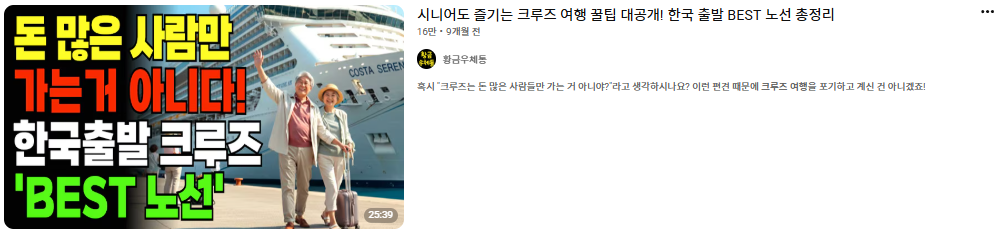 돈 많은 사람만
가는거 아니다!
한국출발 크루즈
'BEST 노선'
COSTA SERENA
25:39
시니어도 즐기는 크루즈 여행 꿀팁 대공개! 한국 출발 BEST 노선 총정리
16만 • 9개월 전
황금
우체통
황금우체통
혹시 "크루즈는 돈 많은 사람들만 가는 거 아니야?"라고 생각하시나요? 이런 편견 때문에 크루즈 여행을 포기하고 계신 건 아니겠죠!